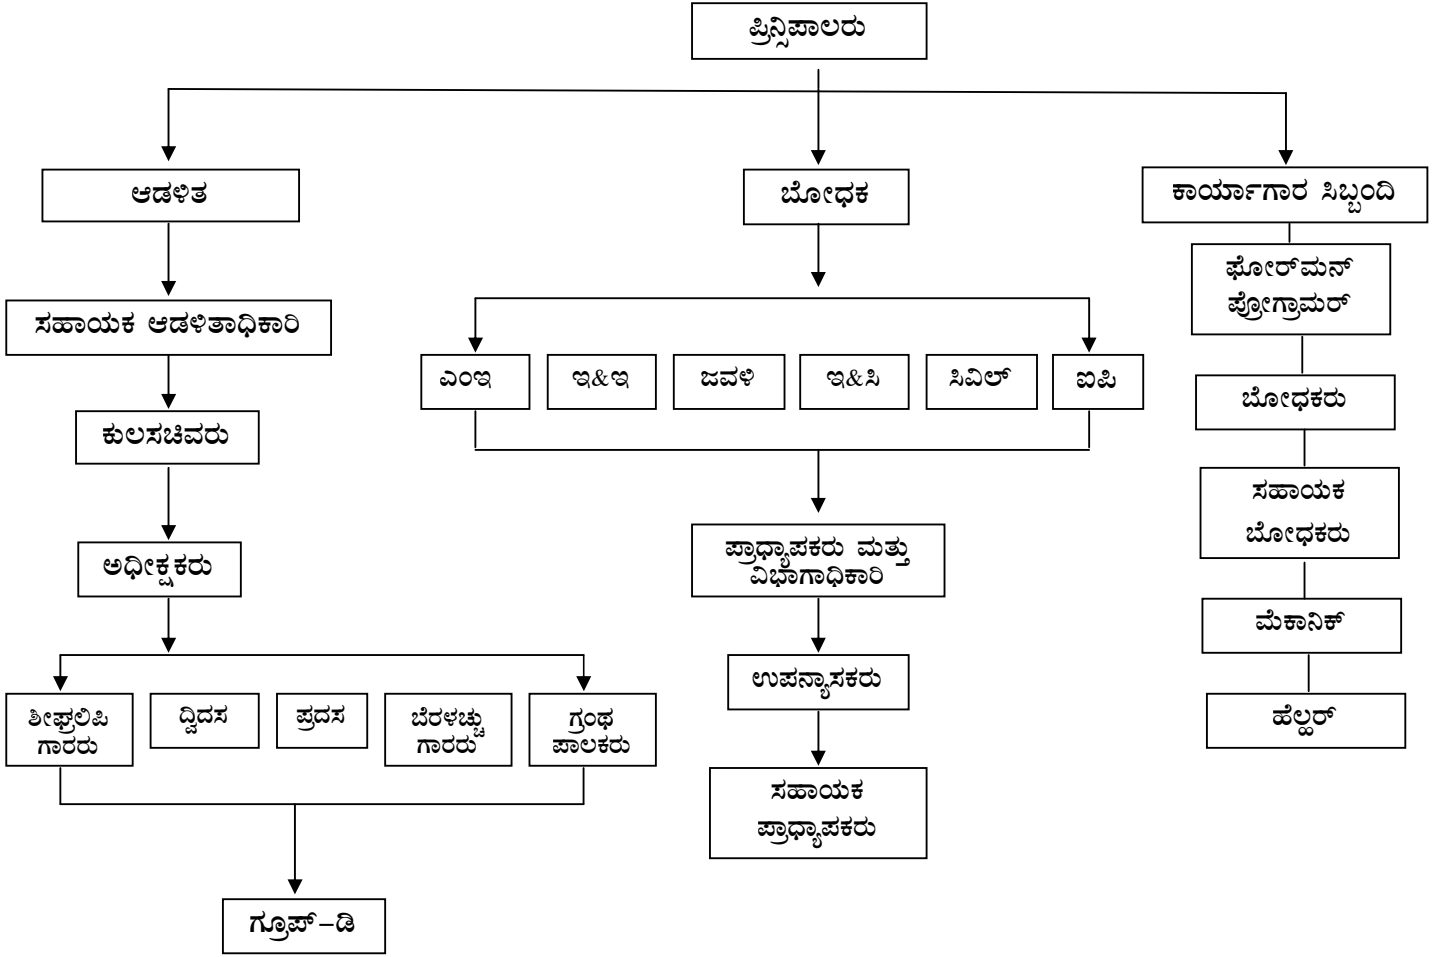 ಪ್ರಿನ್ಸಿಪಾಲರು
ಆಡಳಿತ
ಬೋಧಕ
ಕಾರ್ಯಾಗಾರ ಸಿಬ್ಬಂದಿ
ಸಹಾಯಕ ಆಡಳಿತಾಧಿಕಾರಿ
ಕುಲಸಚಿವರು
ಅಧೀಕ್ಷಕರು
ಶೀಘ್ರಲಿಪಿ
ಗಾರರು
ದ್ವಿದಸ
ಪ್ರದಸ
ಬೆರಳಚ್ಚು
ಗಾರರು
ಗ್ರಂಥ
ಪಾಲಕರು
ಗ್ರೂಪ್-ಡಿ
ಎಂಇ
ಇ&ಇ
ಜವಳಿ
ಇ&ಸಿ
ಸಿವಿಲ್
ಐಪಿ
ಪ್ರಾಧ್ಯಾಪಕರು ಮತ್ತು
ವಿಭಾಗಾಧಿಕಾರಿ
ಉಪನ್ಯಾಸಕರು
ಸಹಾಯಕ
ಪ್ರಾಧ್ಯಾಪಕರು
ಫೋರ್‌ಮನ್
ಪ್ರೋಗ್ರಾಮರ್
ಬೋಧಕರು
ಸಹಾಯಕ
ಬೋಧಕರು
ಮೆಕಾನಿಕ್
ಹೆಲ್ಪರ್